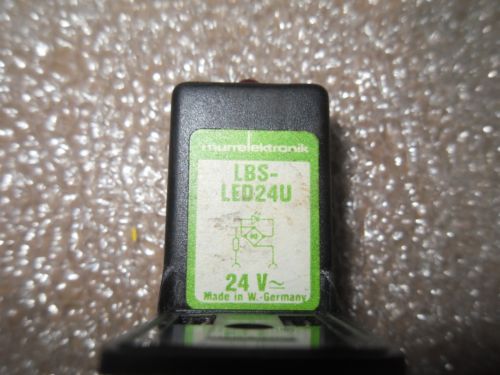 murrelektronik
LBS-
LED24U
24 V≂
Made in W.-Germany